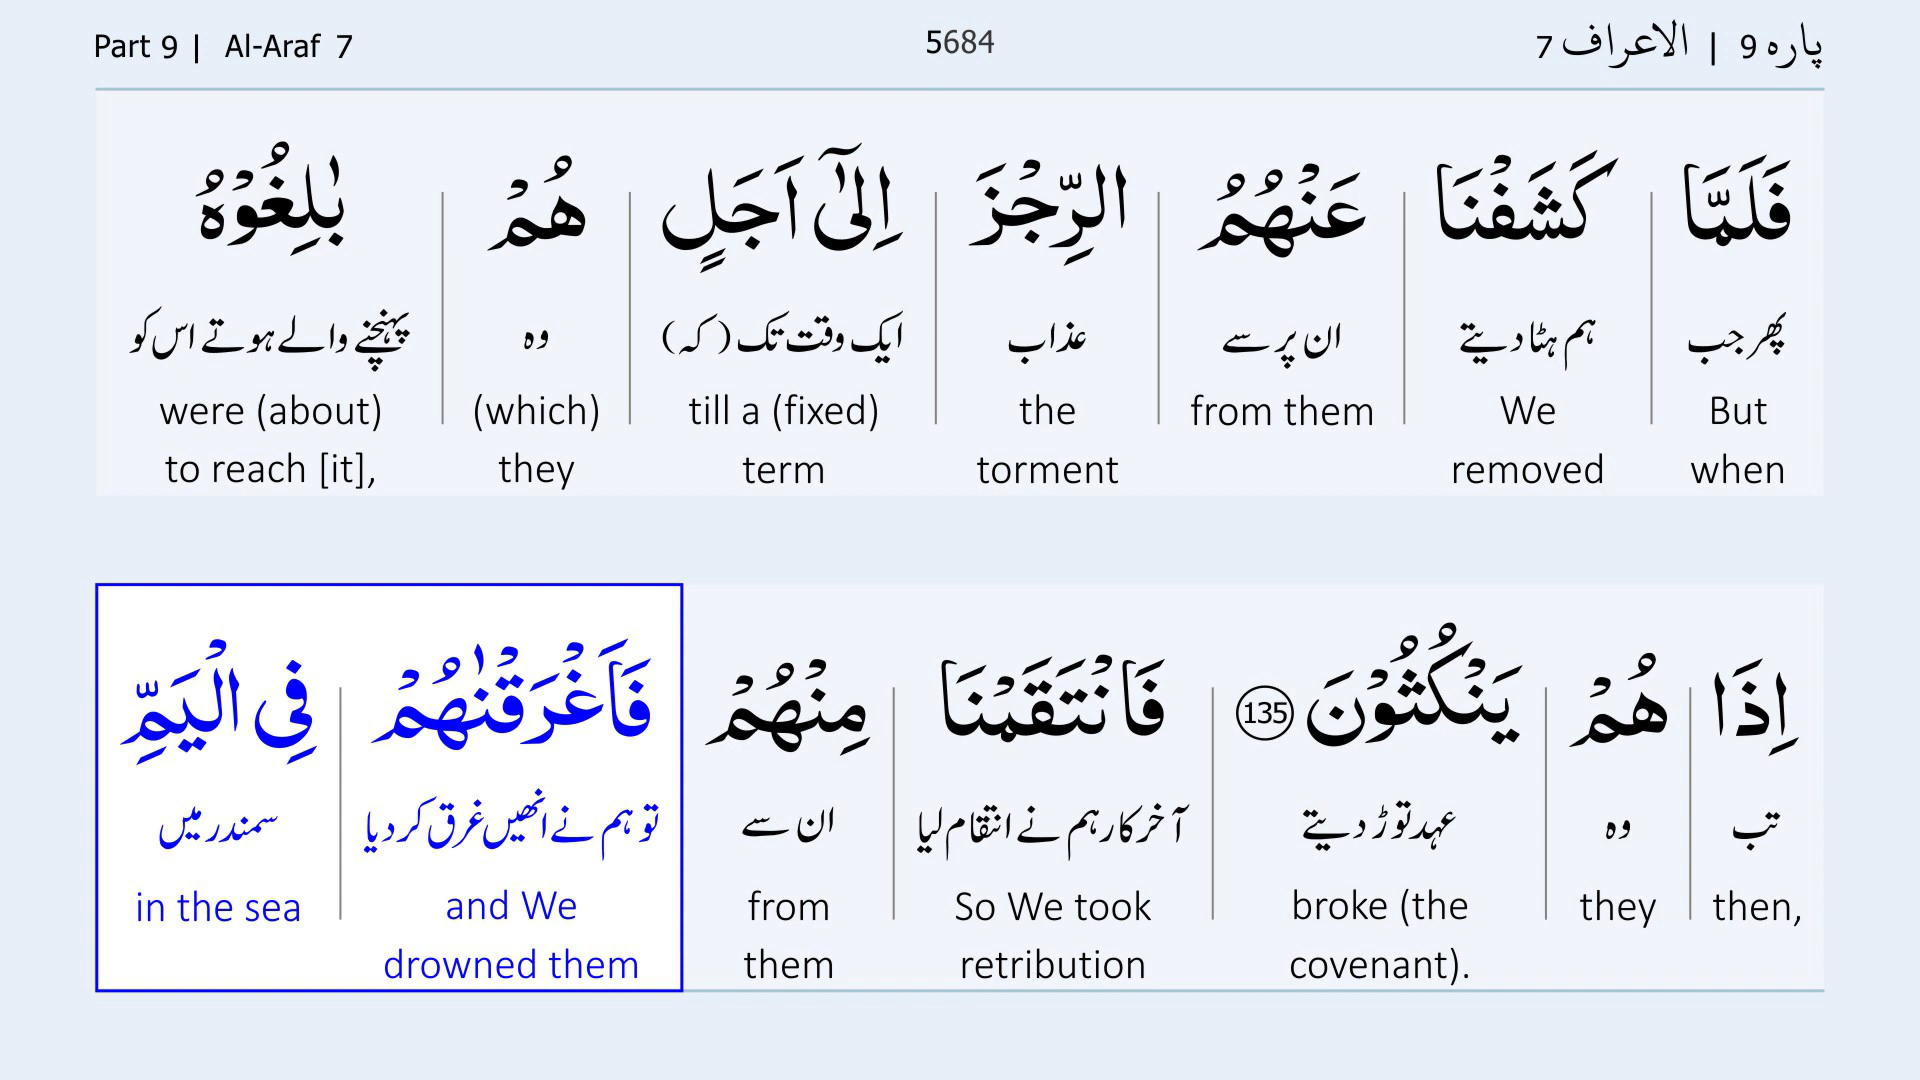 Part 9 | Al-Araf 7 5684 پارہ 9 | الاعراف 7
فَلَمَّا كَشَفْنَا عَنْهُمُ الرِّجْزَ اِلٰٓى اَجَلٍ هُمْ بٰلِغُوْهُ
پھر جب ہم ہٹا دیتے ان پر سے عذاب ایک وقت تک (کہ) وہ پہنچنے والے ہوتے اس کو
But We from them the till a (fixed) (which) were (about)
when removed torment term they to reach [it],
اِذَا هُمْ يَنْكُثُوْنَ 135 فَانْتَقَمْنَا مِنْهُمْ فَاَغْرَقْنٰهُمْ فِى الْيَمِّ
تب وہ عہد توڑ دیتے آخر کار ہم نے انتقام لیا ان سے تو ہم نے انھیں غرق کر دیا سمندر میں
then, they broke (the So We took from and We in the sea
covenant). retribution them drowned them